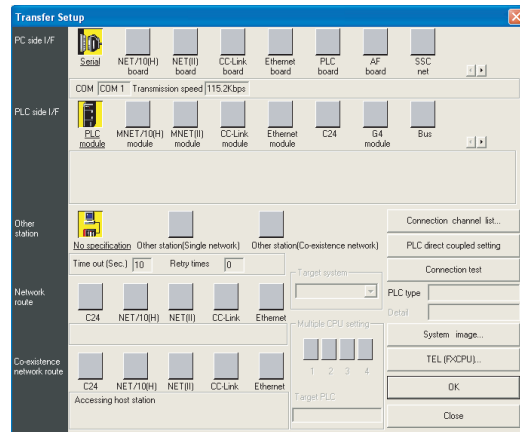 Transfer Setup
PC side I/F
Serial
NET/10(H) board
NET(II) board
CC-Link board
Ethernet board
PLC board
AF board
SSC net
COM COM 1 Transmission speed 115.2Kbps
PLC side I/F
PLC module
MNET/10(H) module
MNET(II) module
CC-Link module
Ethernet module
C24
G4 module
Bus
Other station
No specification
Other station(Single network)
Other station(Co-existence network)
Time out (Sec.) 10 Retry times 0
Target system
Connection channel list...
PLC direct coupled setting
Connection test
PLC type
Detail
System image...
TEL (FXCPU)...
OK
Close
Network route
C24
NET/10(H)
NET(II)
CC-Link
Ethernet
Multiple CPU setting
1 2 3 4
Target PLC
Co-existence network route
C24
NET/10(H)
NET(II)
CC-Link
Ethernet
Accessing host station